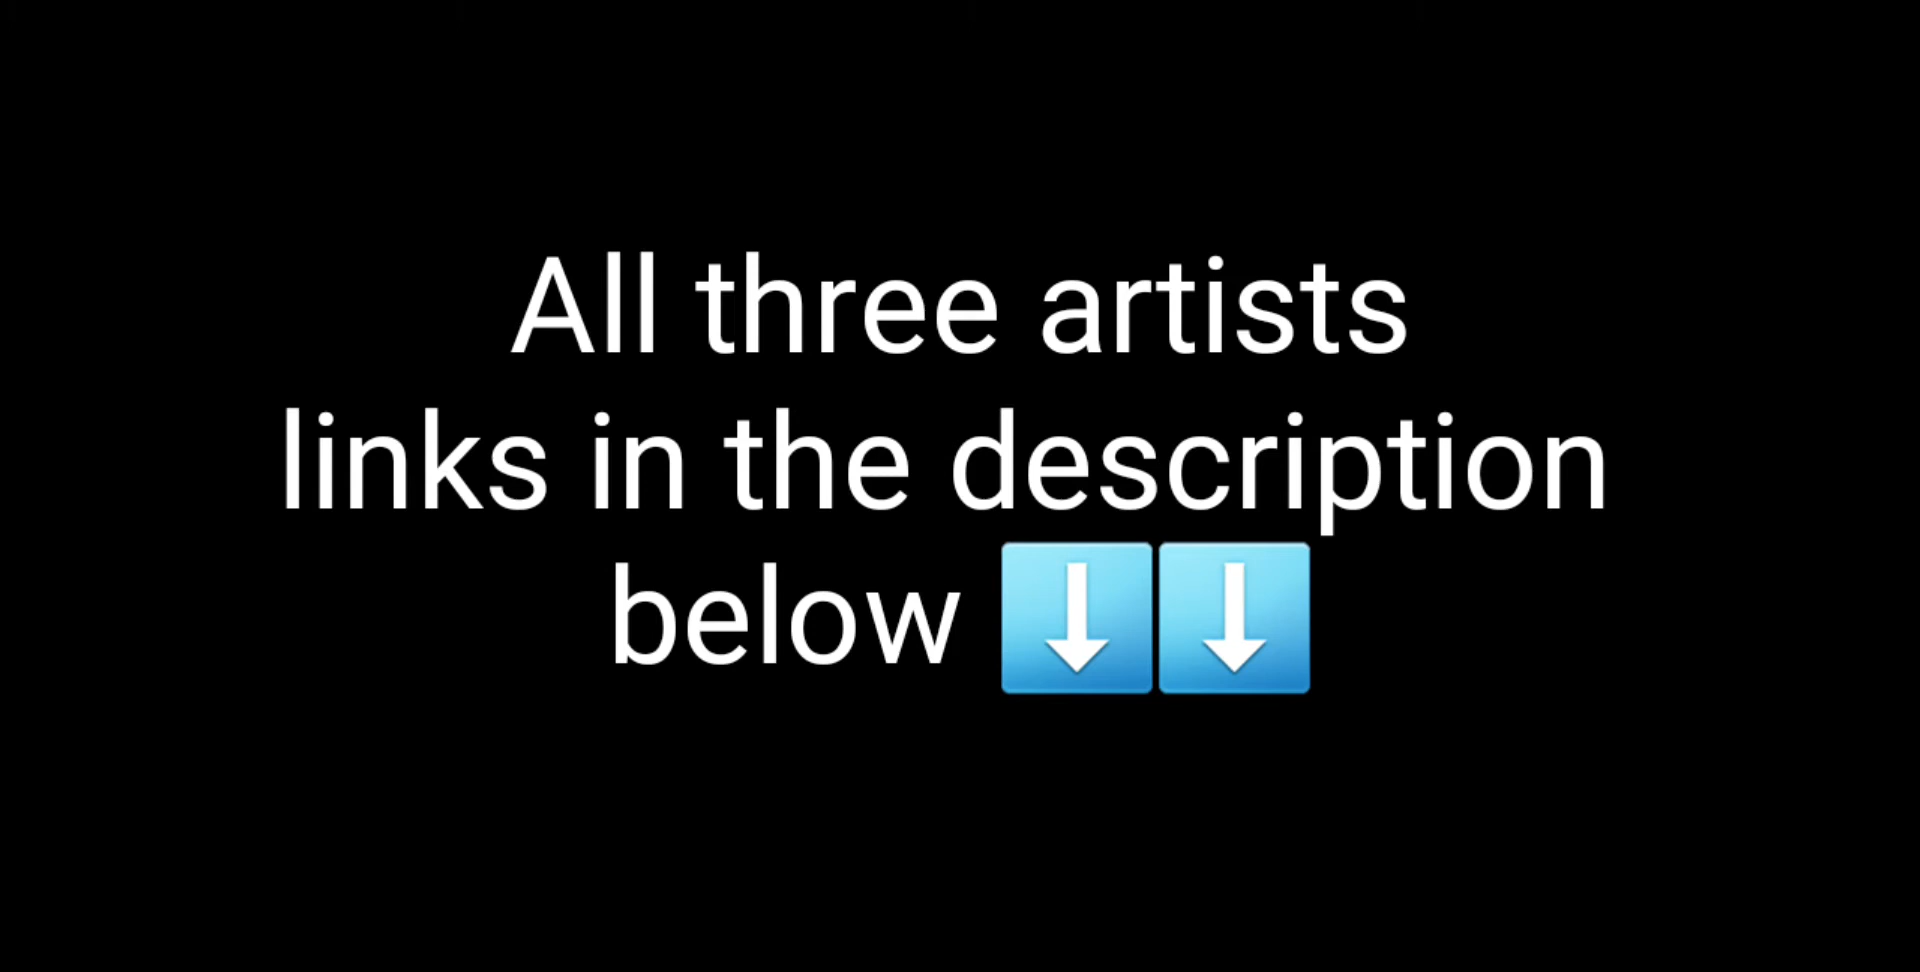 All three artists
links in the description
below ⬇️⬇️